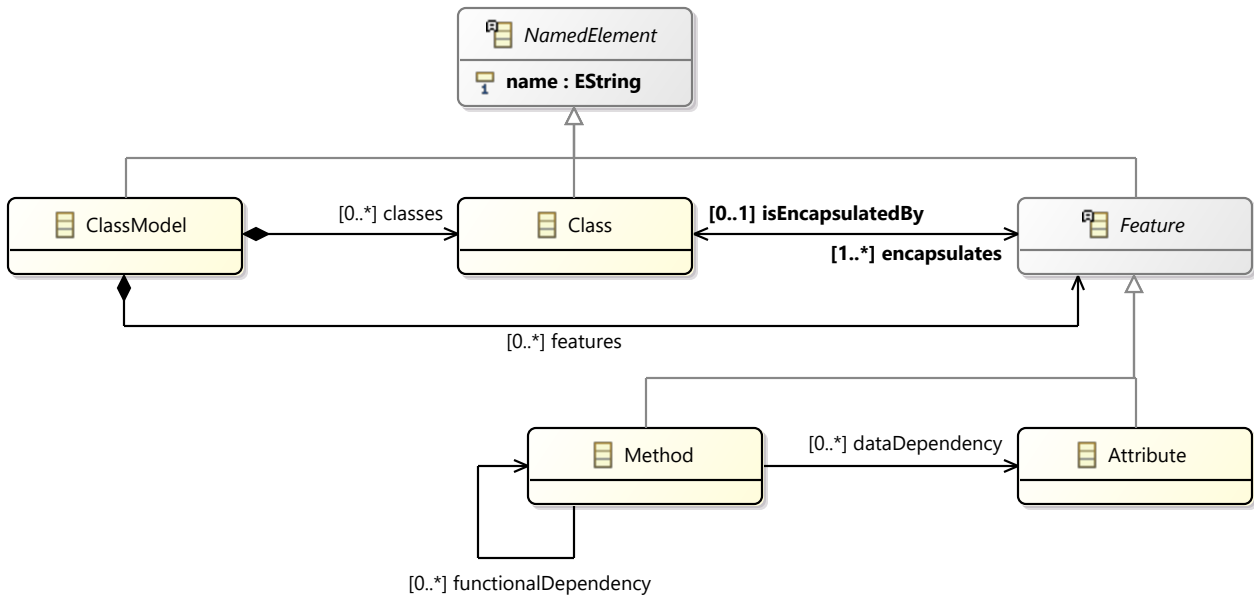 NamedElement
name : EString
ClassModel
[0..*] classes
Class
[0..1] isEncapsulatedBy
[1..*] encapsulates
Feature
[0..*] features
Method
[0..*] dataDependency
Attribute
[0..*] functionalDependency